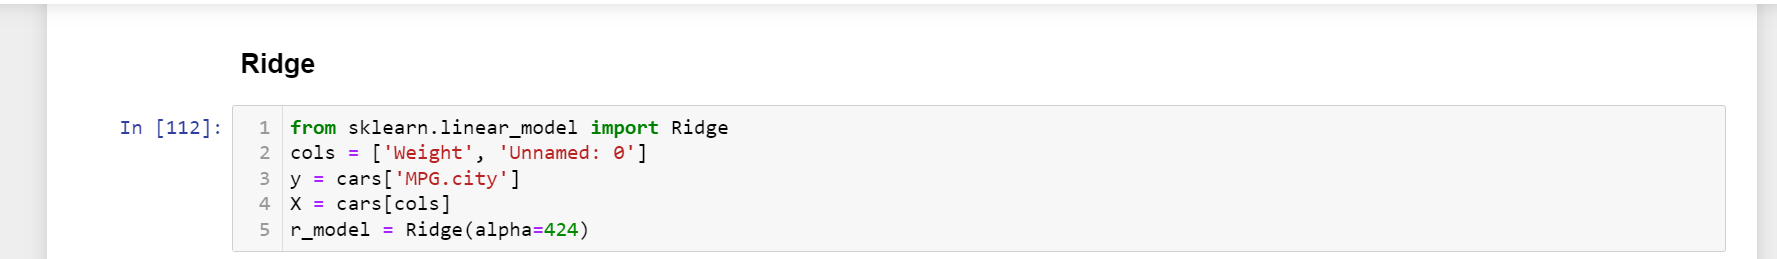 Ridge
In [112]:
1 from sklearn.linear_model import Ridge
2 cols = ['Weight', 'Unnamed: 0']
3 y = cars['MPG.city']
4 X = cars[cols]
5 r_model = Ridge(alpha=424)